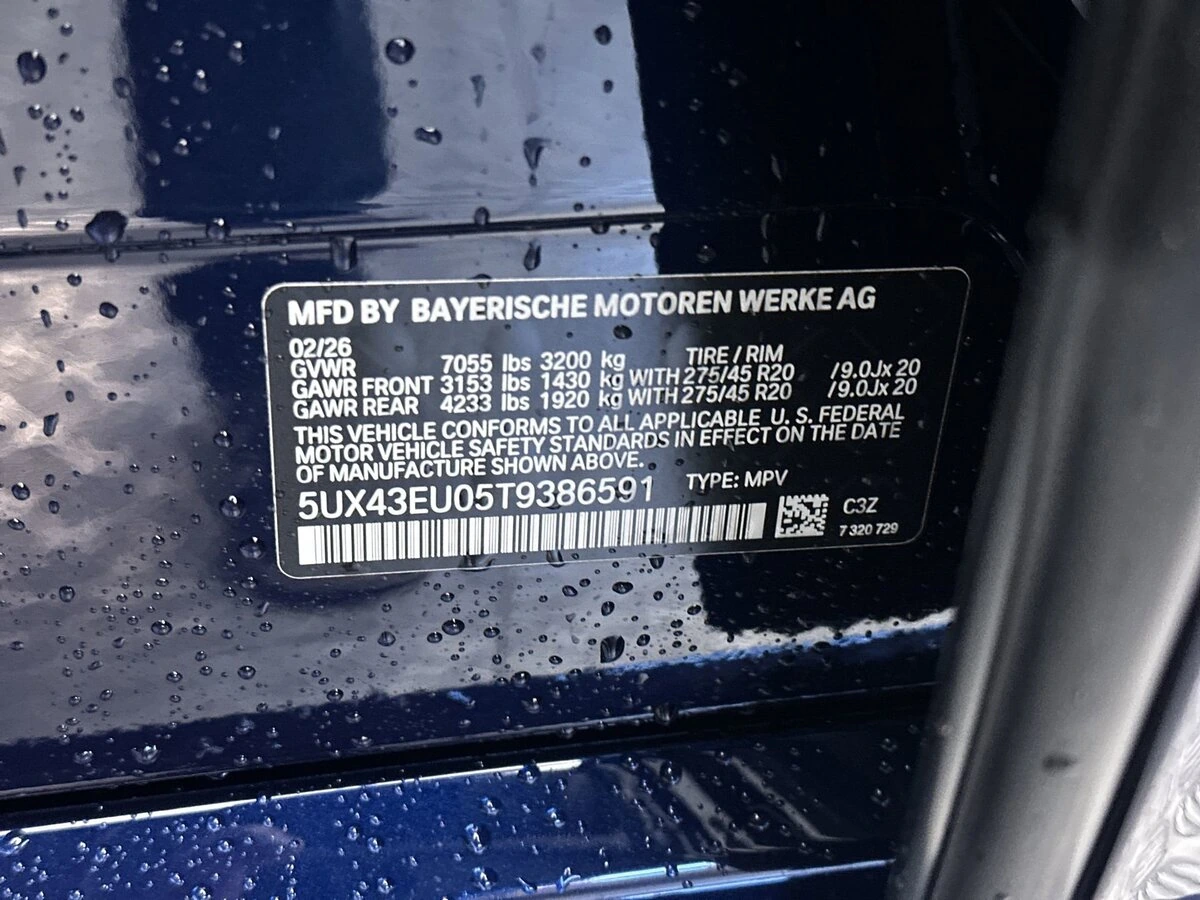 MFD BY BAYERISCHE MOTOREN WERKE AG
02/26
GVWR 7055 lbs 3200 kg TIRE / RIM
GAWR FRONT 3153 lbs 1430 kg WITH 275/45 R20 /9.0Jx 20
GAWR REAR 4233 lbs 1920 kg WITH 275/45 R20 /9.0Jx 20
THIS VEHICLE CONFORMS TO ALL APPLICABLE U. S. FEDERAL
MOTOR VEHICLE SAFETY STANDARDS IN EFFECT ON THE DATE
OF MANUFACTURE SHOWN ABOVE.
5UX43EU05T9386591 TYPE: MPV
C3Z
7 320 729